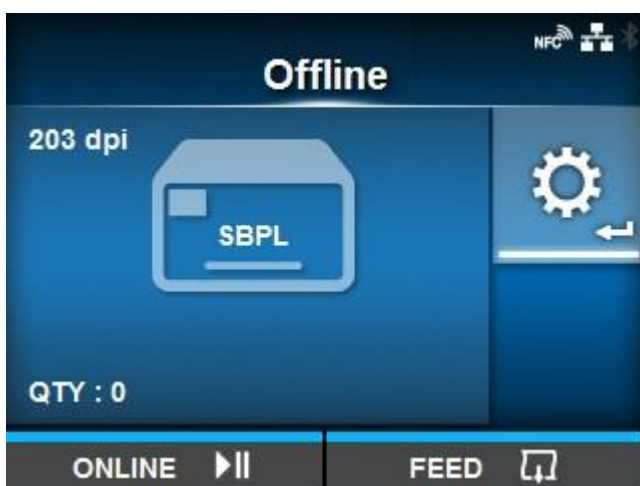 NFC
Offline
203 dpi
SBPL
QTY : 0
ONLINE
FEED